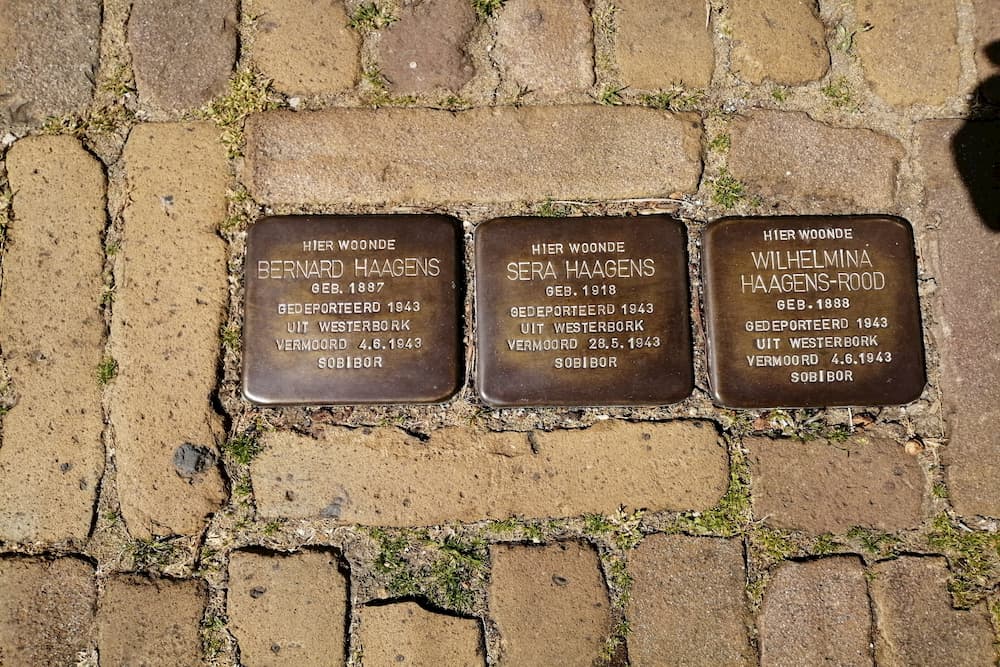 HIER WOONDE
BERNARD HAAGENS
GEB. 1887
GEDEPORTEERD 1943
UIT WESTERBORK
VERMOORD 4.6.1943
SOBIBOR
HIER WOONDE
SERA HAAGENS
GEB. 1918
GEDEPORTEERD 1943
UIT WESTERBORK
VERMOORD 28.5.1943
SOBIBOR
HIER WOONDE
WILHELMINA
HAAGENS-ROOD
GEB. 1888
GEDEPORTEERD 1943
UIT WESTERBORK
VERMOORD 4.6.1943
SOBIBOR